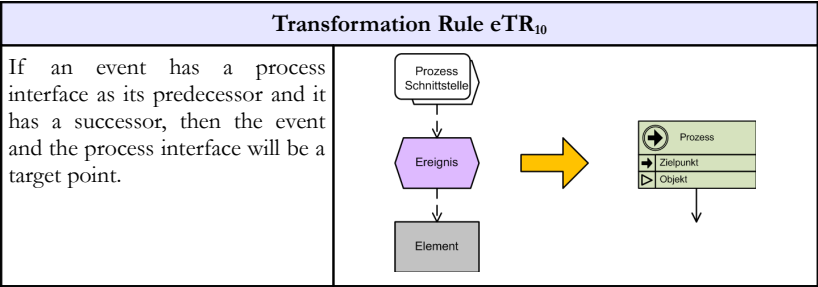 Transformation Rule eTR₁₀
If an event has a process
interface as its predecessor and it
has a successor, then the event
and the process interface will be a
target point.
Prozess
Schnittstelle
Ereignis
Element
Prozess
Zielpunkt
Objekt